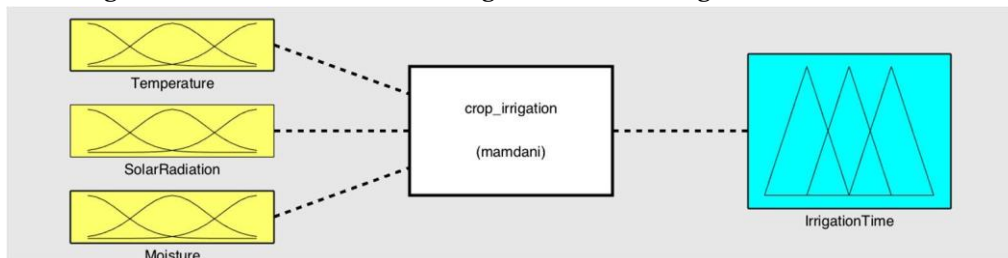 Temperature
SolarRadiation
Moisture
crop_irrigation
(mamdani)
IrrigationTime